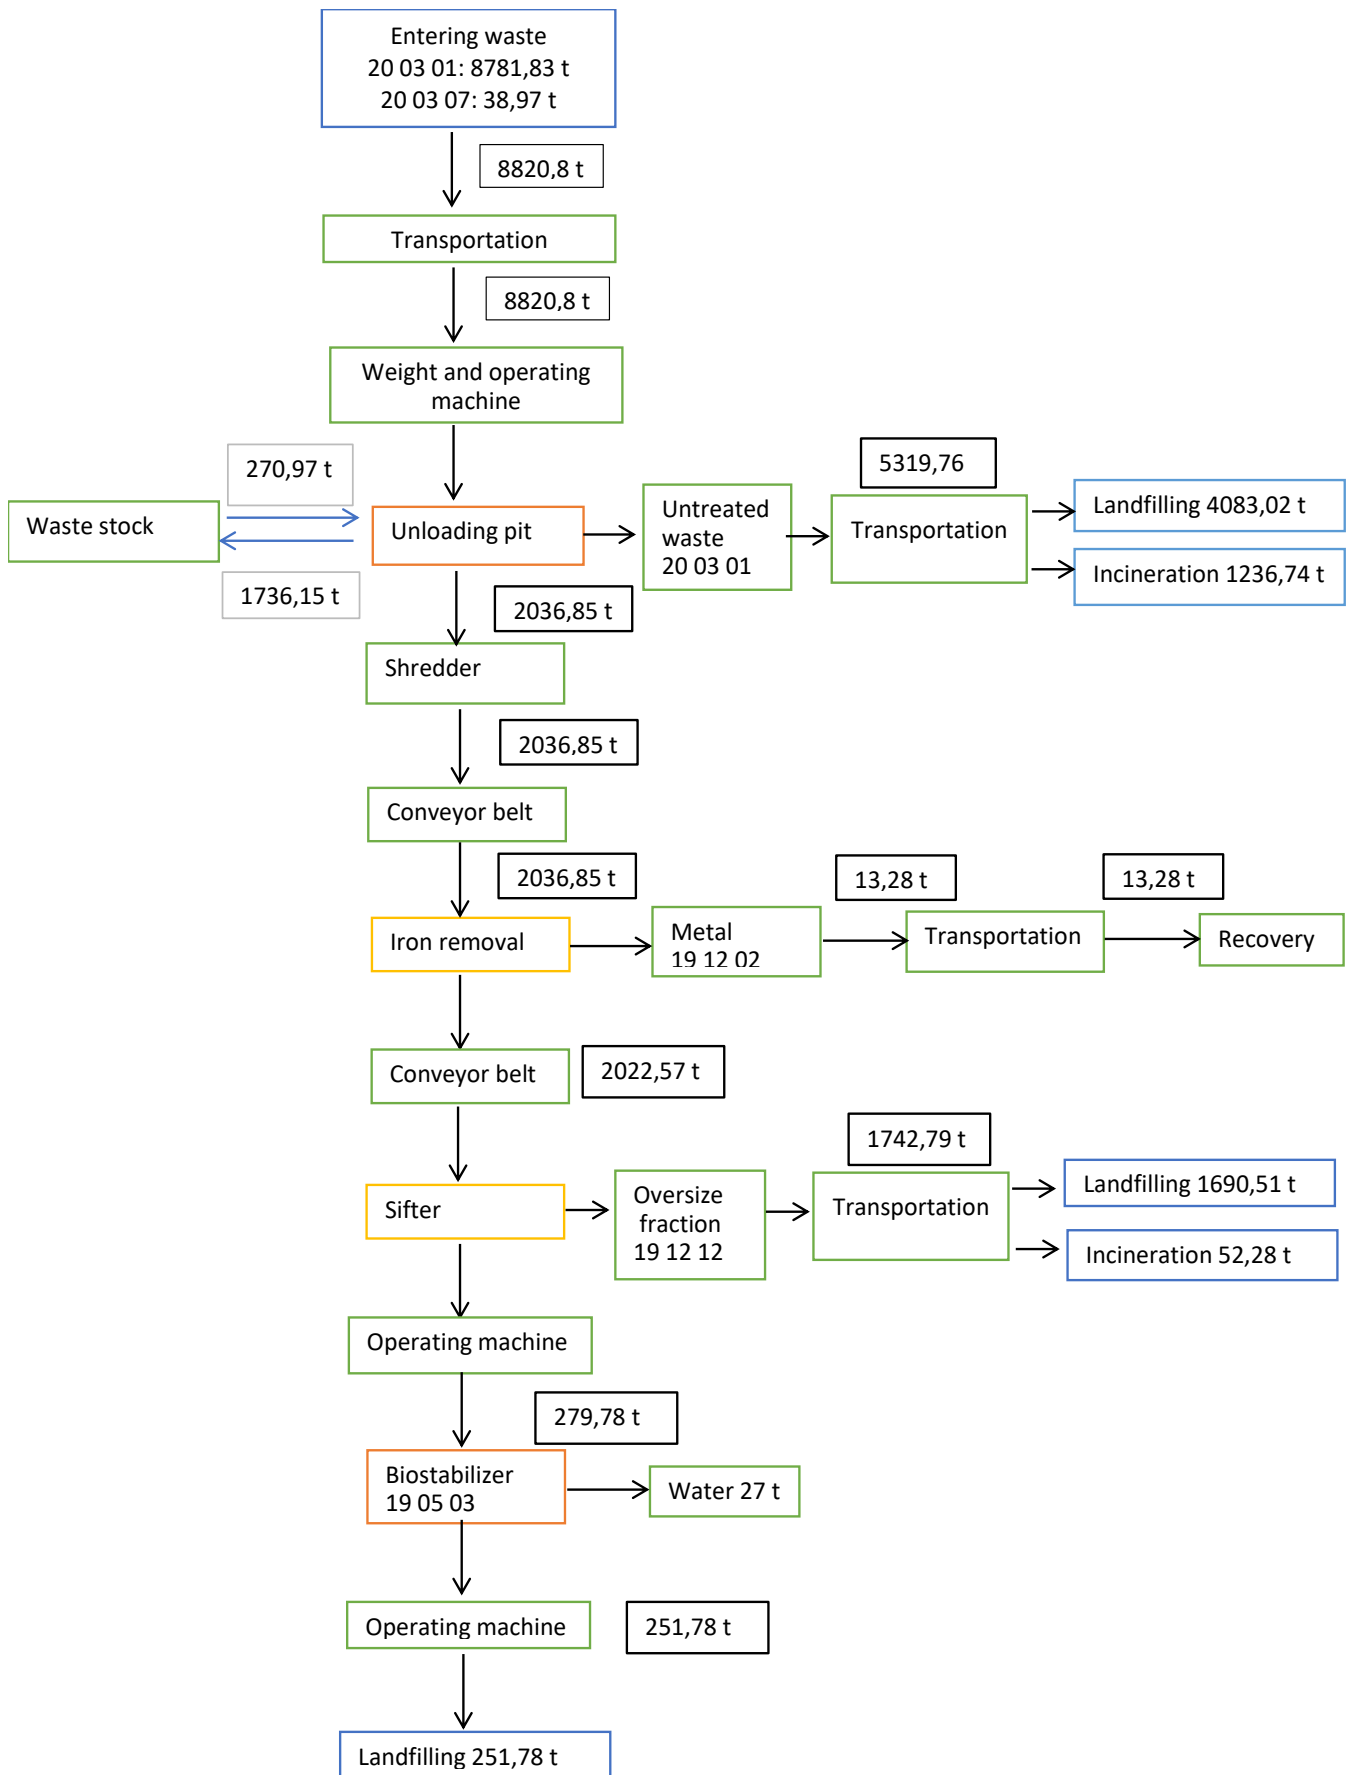 Entering waste
20 03 01: 8781,83 t
20 03 07: 38,97 t
8820,8 t
Transportation
8820,8 t
Weight and operating
machine
270,97 t
5319,76
Waste stock
Unloading pit
Untreated
waste
20 03 01
Transportation
Landfilling 4083,02 t
Incineration 1236,74 t
1736,15 t
2036,85 t
Shredder
2036,85 t
Conveyor belt
2036,85 t
13,28 t
13,28 t
Iron removal
Metal
19 12 02
Transportation
Recovery
Conveyor belt
2022,57 t
1742,79 t
Sifter
Oversize
fraction
19 12 12
Transportation
Landfilling 1690,51 t
Incineration 52,28 t
Operating machine
279,78 t
Biostabilizer
19 05 03
Water 27 t
Operating machine
251,78 t
Landfilling 251,78 t